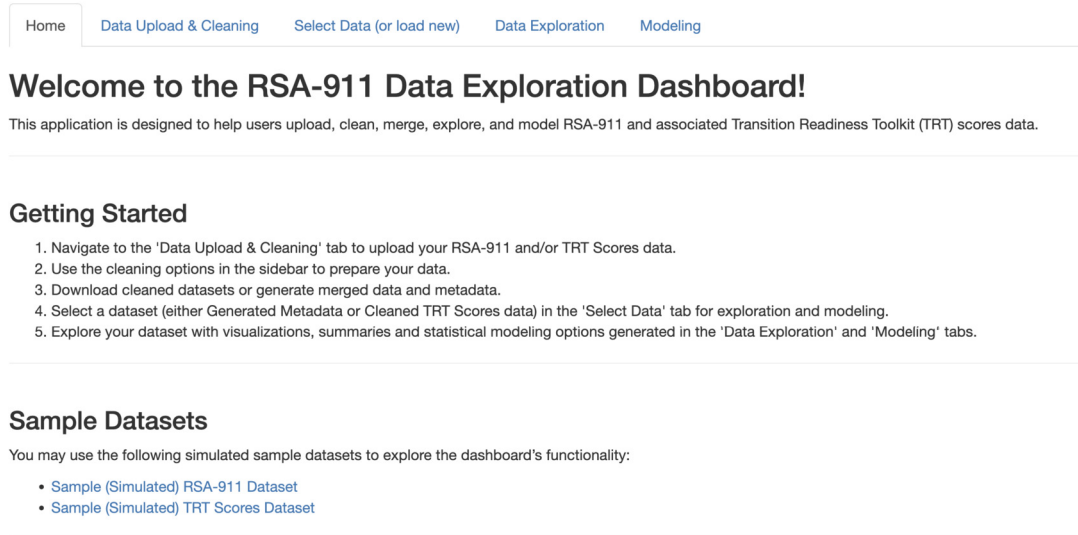 Home Data Upload & Cleaning Select Data (or load new) Data Exploration Modeling
Welcome to the RSA-911 Data Exploration Dashboard!
This application is designed to help users upload, clean, merge, explore, and model RSA-911 and associated Transition Readiness Toolkit (TRT) scores data.
Getting Started
1. Navigate to the 'Data Upload & Cleaning' tab to upload your RSA-911 and/or TRT Scores data.
2. Use the cleaning options in the sidebar to prepare your data.
3. Download cleaned datasets or generate merged data and metadata.
4. Select a dataset (either Generated Metadata or Cleaned TRT Scores data) in the 'Select Data' tab for exploration and modeling.
5. Explore your dataset with visualizations, summaries and statistical modeling options generated in the 'Data Exploration' and 'Modeling' tabs.
Sample Datasets
You may use the following simulated sample datasets to explore the dashboard's functionality:
• Sample (Simulated) RSA-911 Dataset
• Sample (Simulated) TRT Scores Dataset